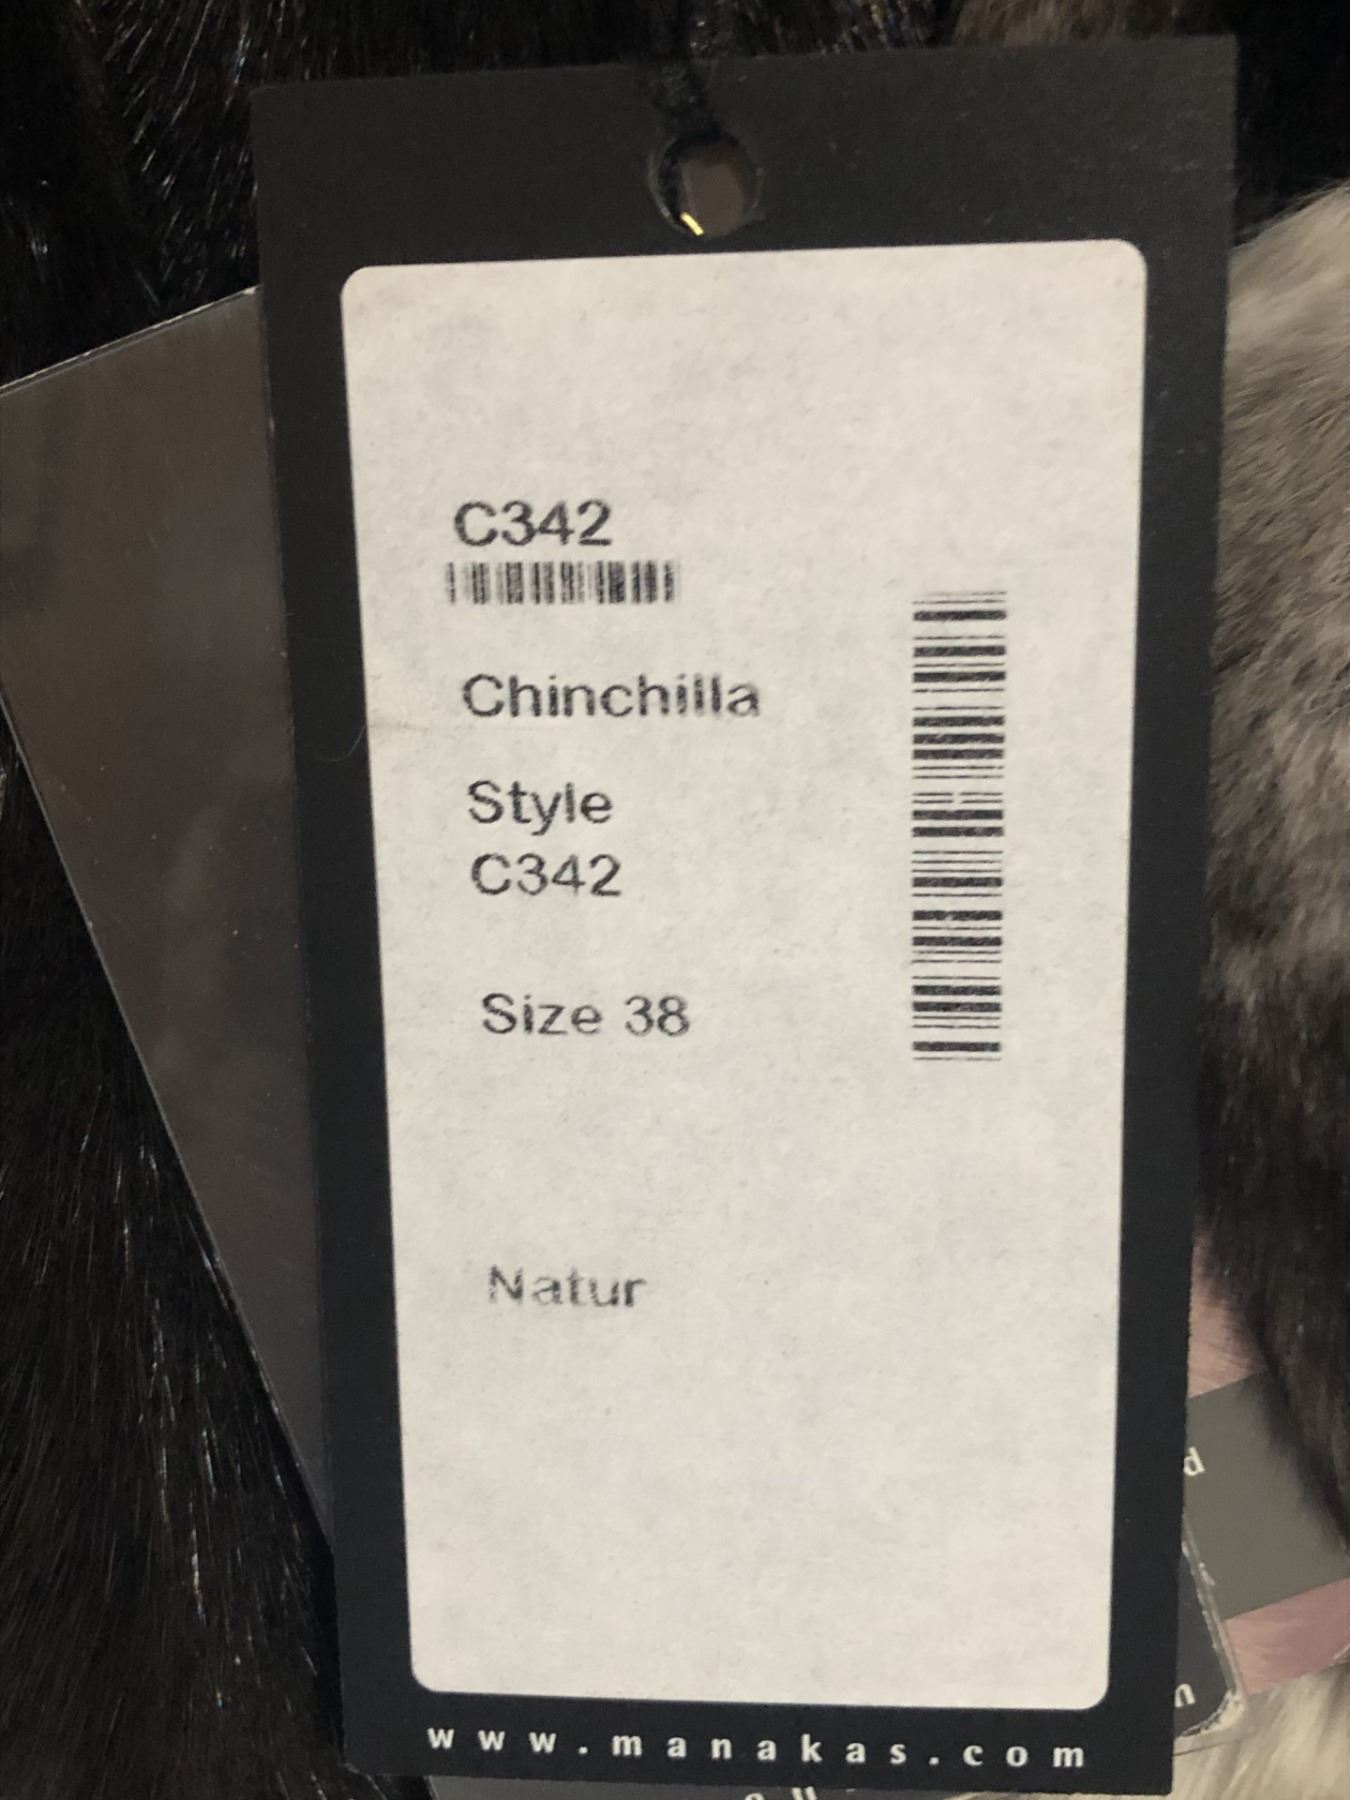 C342
Chinchilla
Style
C342
Size 38
Natur
www.manakas.com
d
n